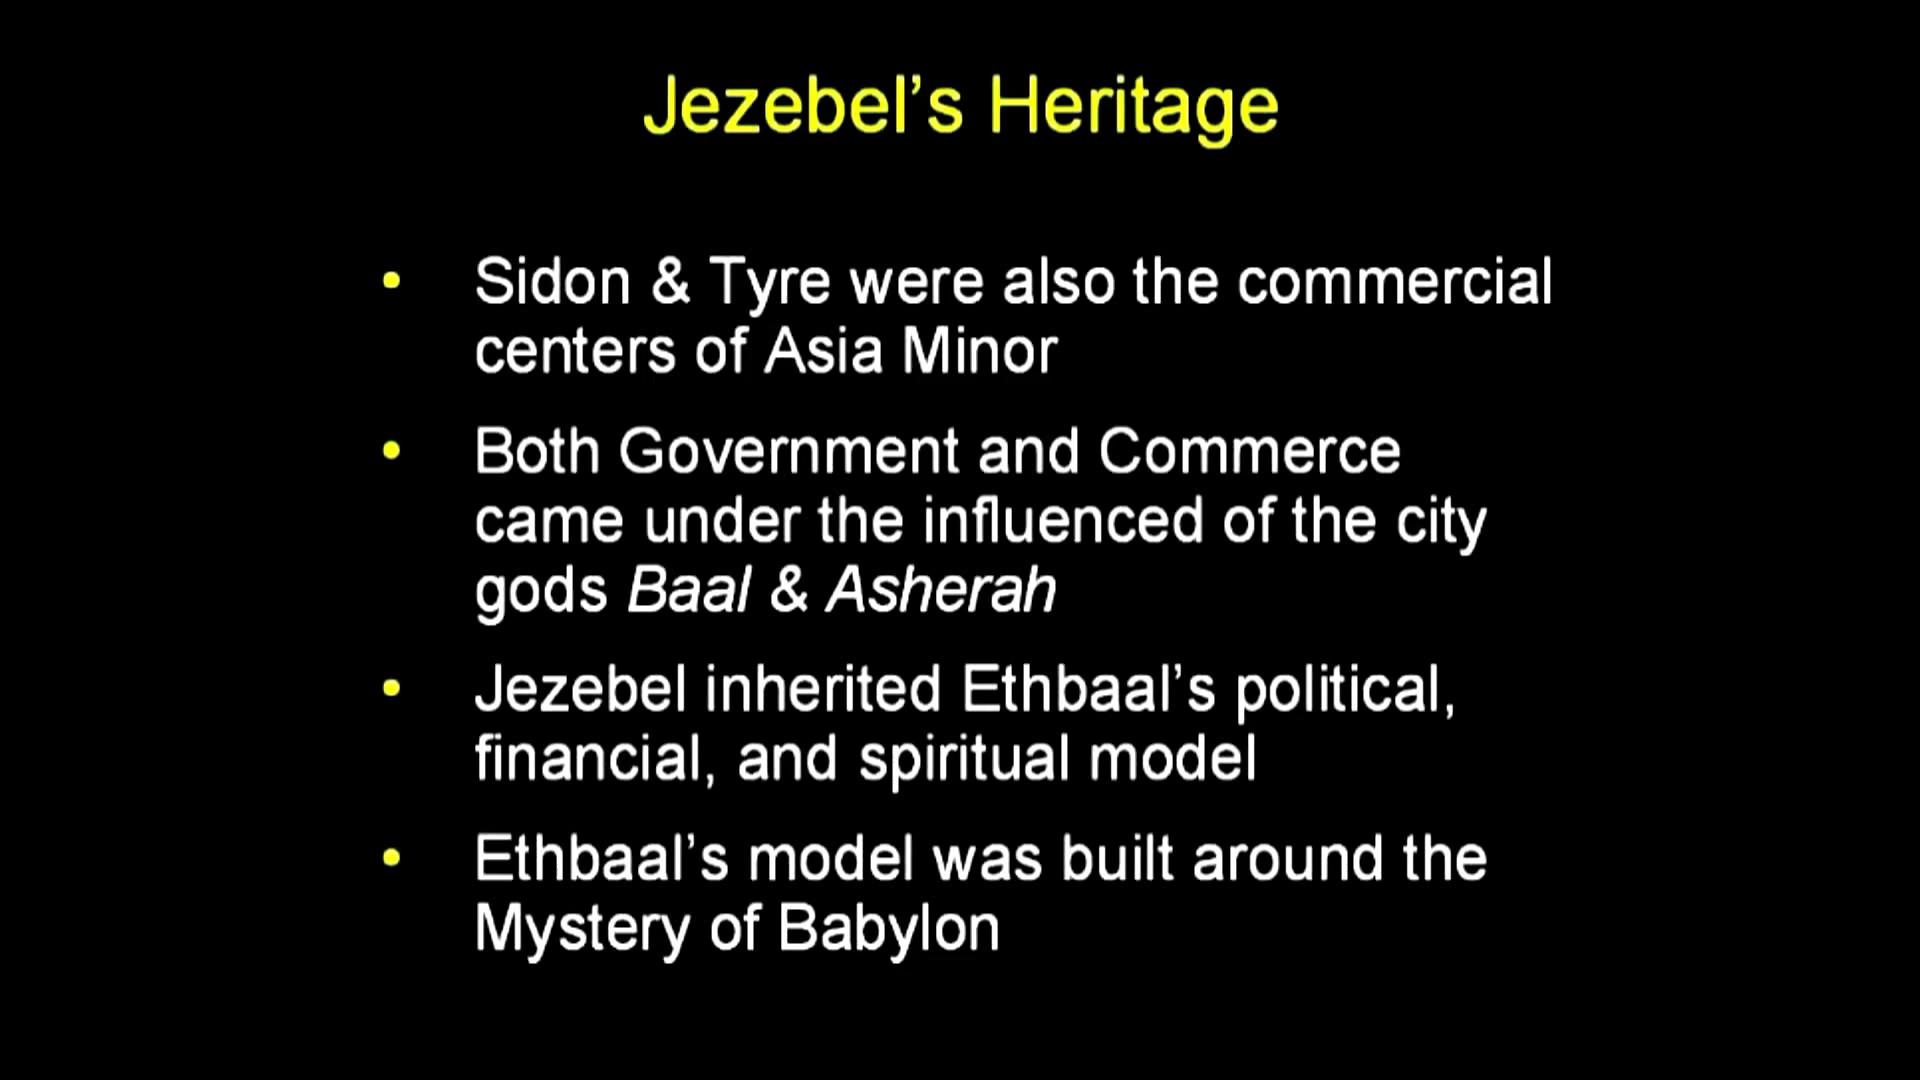 Jezebel’s Heritage
• Sidon & Tyre were also the commercial
centers of Asia Minor
• Both Government and Commerce
came under the influenced of the city
gods Baal & Asherah
• Jezebel inherited Ethbaal’s political,
financial, and spiritual model
• Ethbaal’s model was built around the
Mystery of Babylon